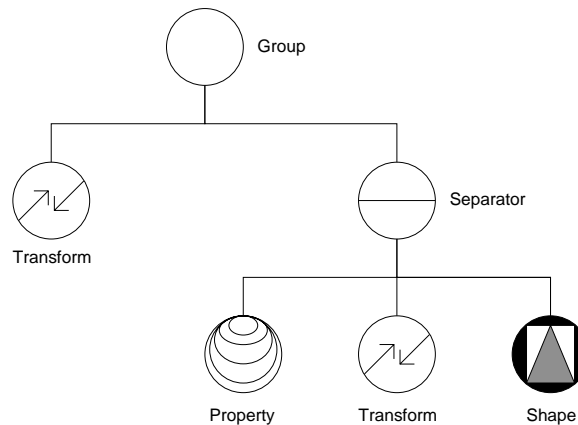 Group
Separator
Transform
Property
Transform
Shape